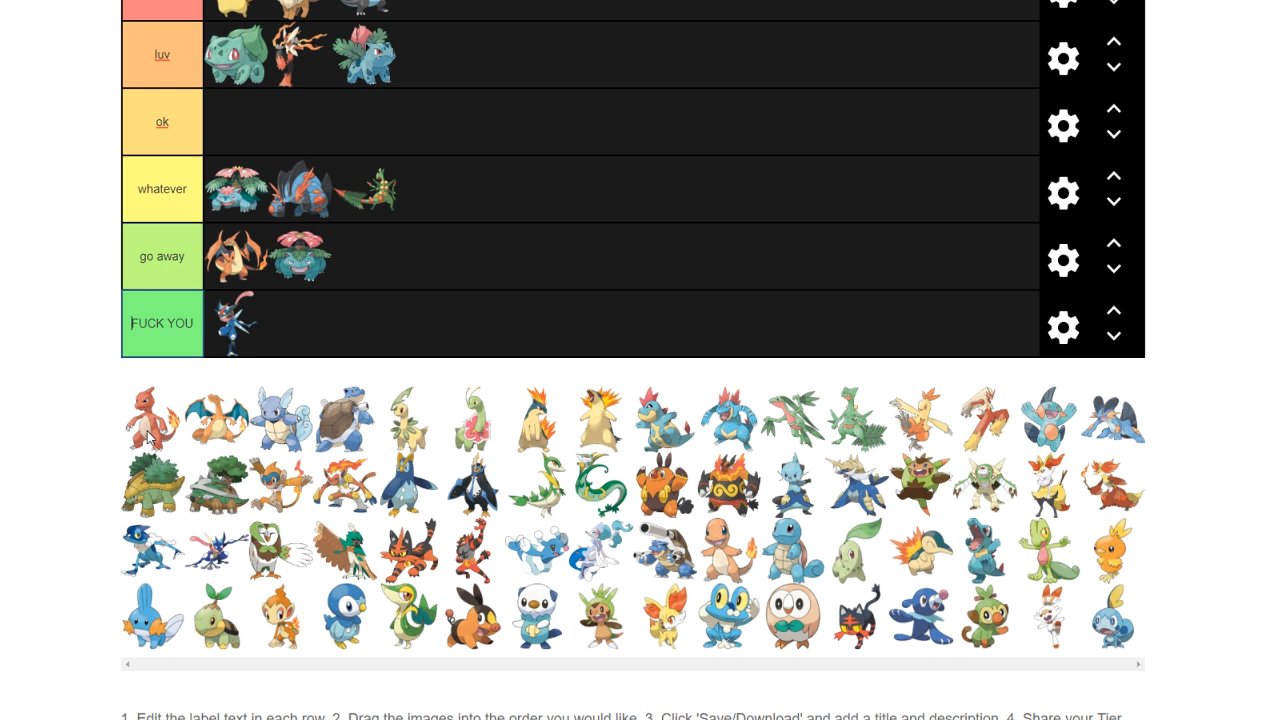 luv
ok
whatever
go away
FUCK YOU
1. Edit the label text in each row. 2. Drag the images into the order you would like. 3. Click 'Save/Download' and add a title and description. 4. Share your Tier